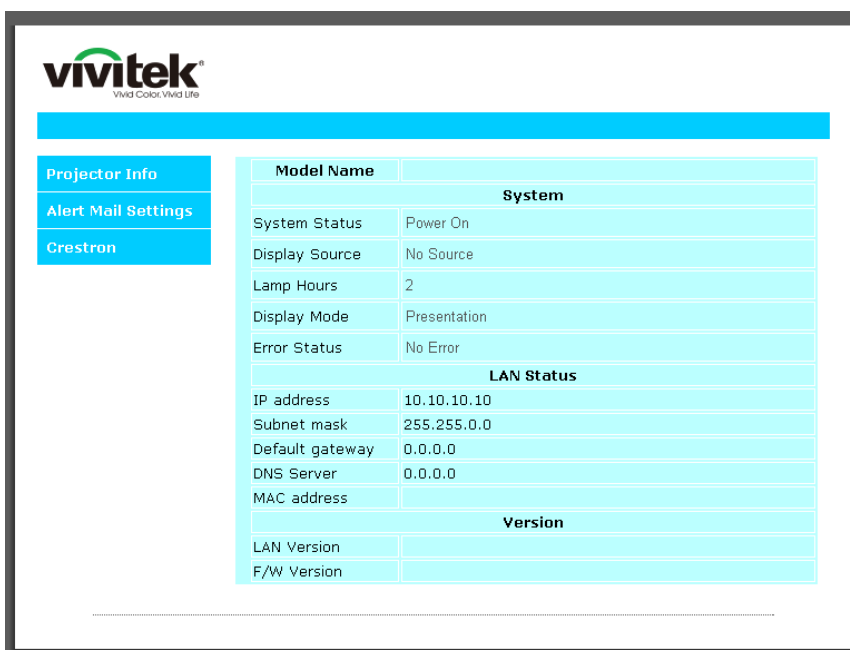 vivitek®
Vivid Color, Vivid Life
Projector Info
Alert Mail Settings
Crestron
Model Name
System
System Status Power On
Display Source No Source
Lamp Hours 2
Display Mode Presentation
Error Status No Error
LAN Status
IP address 10.10.10.10
Subnet mask 255.255.0.0
Default gateway 0.0.0.0
DNS Server 0.0.0.0
MAC address
Version
LAN Version
F/W Version